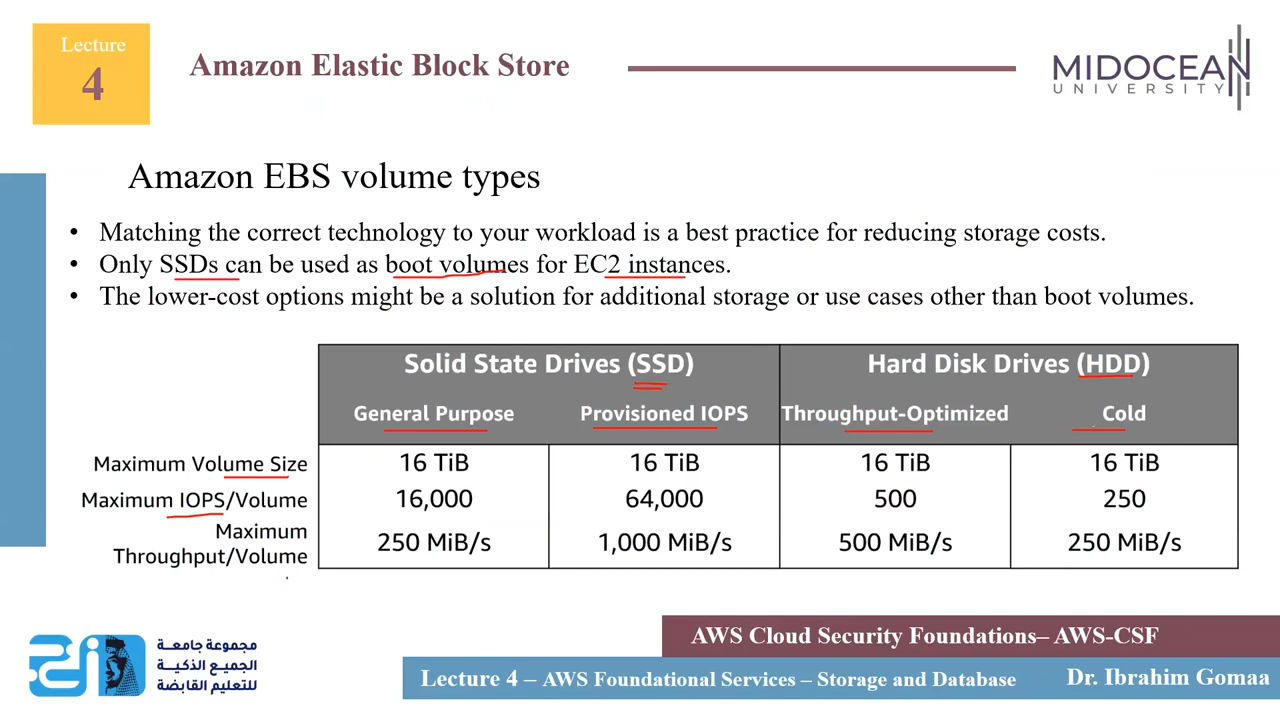 Lecture
4
Amazon Elastic Block Store
MIDOCEAN
UNIVERSITY
Amazon EBS volume types
• Matching the correct technology to your workload is a best practice for reducing storage costs.
• Only SSDs can be used as boot volumes for EC2 instances.
• The lower-cost options might be a solution for additional storage or use cases other than boot volumes.
Solid State Drives (SSD) Hard Disk Drives (HDD)
General Purpose Provisioned IOPS Throughput-Optimized Cold
Maximum Volume Size 16 TiB 16 TiB 16 TiB 16 TiB
Maximum IOPS/Volume 16,000 64,000 500 250
Maximum
Throughput/Volume 250 MiB/s 1,000 MiB/s 500 MiB/s 250 MiB/s
مجموعة جامعة
الجميع الذكية
للتعليم القابضة
AWS Cloud Security Foundations– AWS-CSF
Lecture 4 – AWS Foundational Services – Storage and Database
Dr. Ibrahim Gomaa